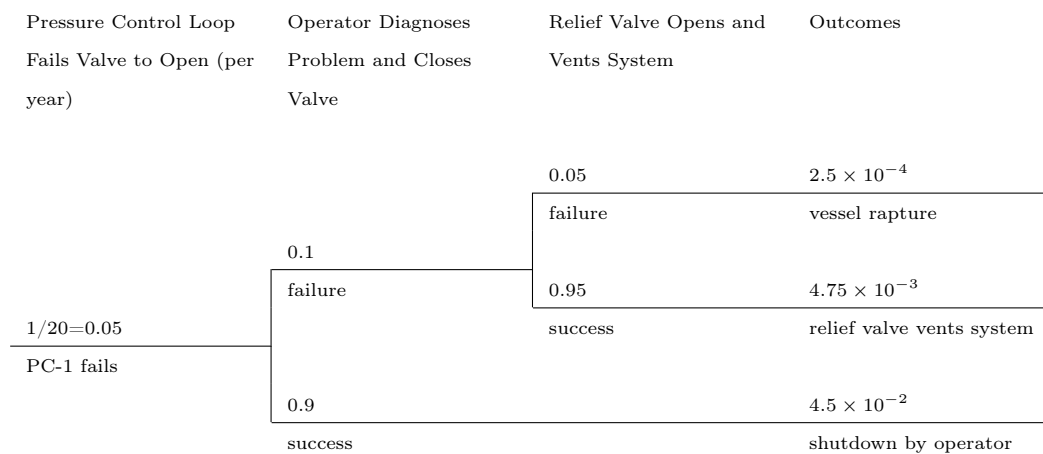 Pressure Control Loop
Fails Valve to Open (per
year)
Operator Diagnoses
Problem and Closes
Valve
Relief Valve Opens and
Vents System
Outcomes
0.05
failure
2.5 × 10⁻⁴
vessel rapture
0.1
failure
0.95
success
4.75 × 10⁻³
relief valve vents system
1/20=0.05
PC-1 fails
0.9
success
4.5 × 10⁻²
shutdown by operator